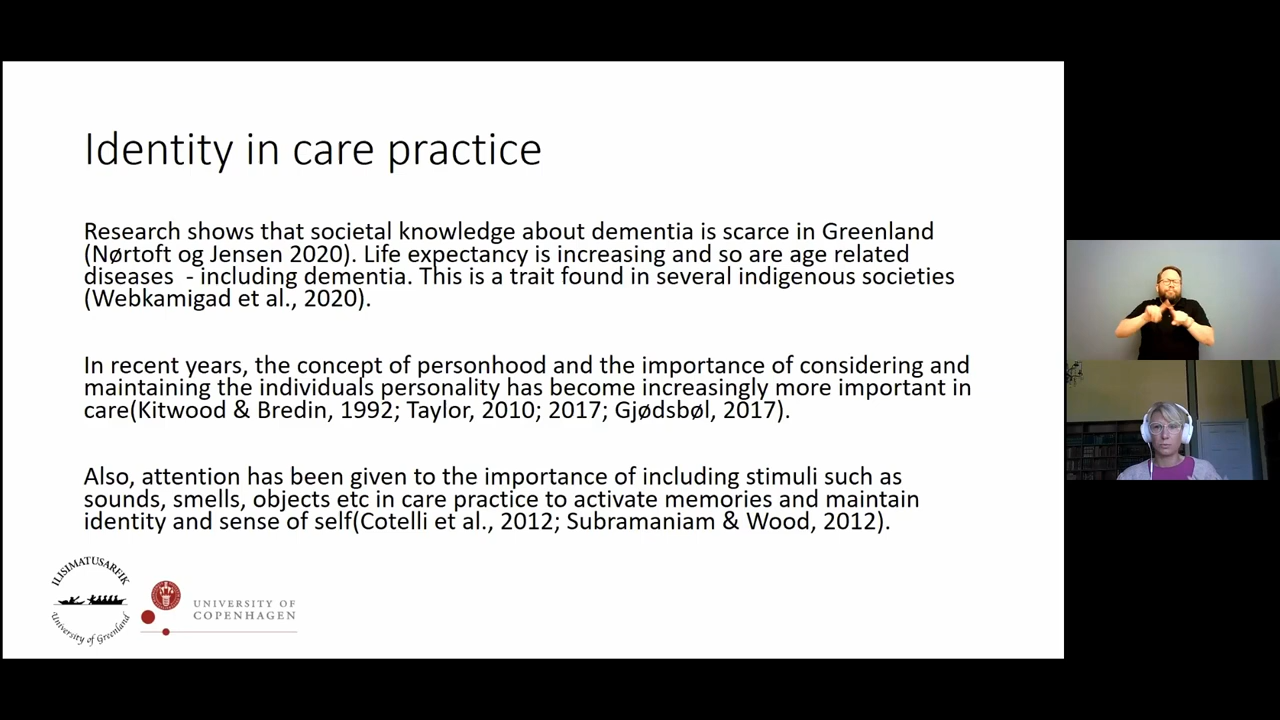 Identity in care practice
Research shows that societal knowledge about dementia is scarce in Greenland
(Nørtoft og Jensen 2020). Life expectancy is increasing and so are age related
diseases  - including dementia. This is a trait found in several indigenous societies
(Webkamigad et al., 2020).
In recent years, the concept of personhood and the importance of considering and
maintaining the individuals personality has become increasingly more important in
care(Kitwood & Bredin, 1992; Taylor, 2010; 2017; Gjødsbøl, 2017).
Also, attention has been given to the importance of including stimuli such as
sounds, smells, objects etc in care practice to activate memories and maintain
identity and sense of self(Cotelli et al., 2012; Subramaniam & Wood, 2012).
ILISIMATUSARFIK
University of Greenland
UNIVERSITY OF
COPENHAGEN